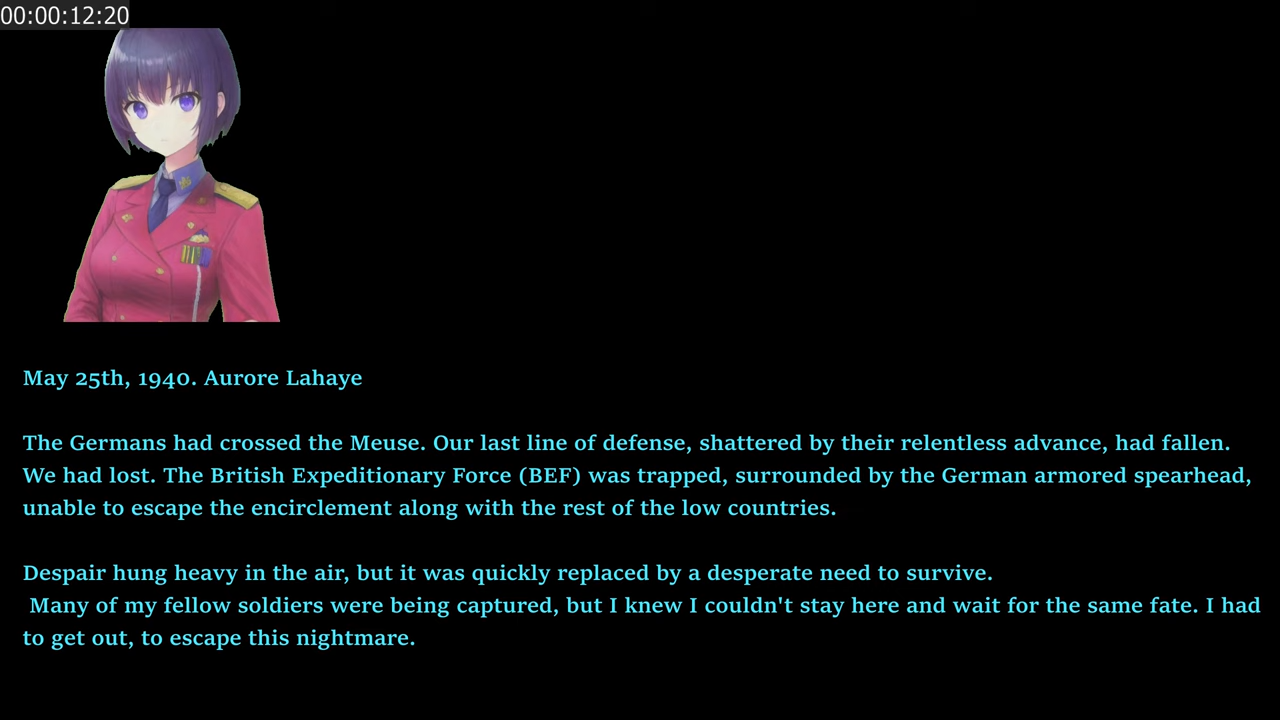 00:00:12:20
May 25th, 1940. Aurore Lahaye
The Germans had crossed the Meuse. Our last line of defense, shattered by their relentless advance, had fallen.
We had lost. The British Expeditionary Force (BEF) was trapped, surrounded by the German armored spearhead,
unable to escape the encirclement along with the rest of the low countries.
Despair hung heavy in the air, but it was quickly replaced by a desperate need to survive.
Many of my fellow soldiers were being captured, but I knew I couldn't stay here and wait for the same fate. I had
to get out, to escape this nightmare.